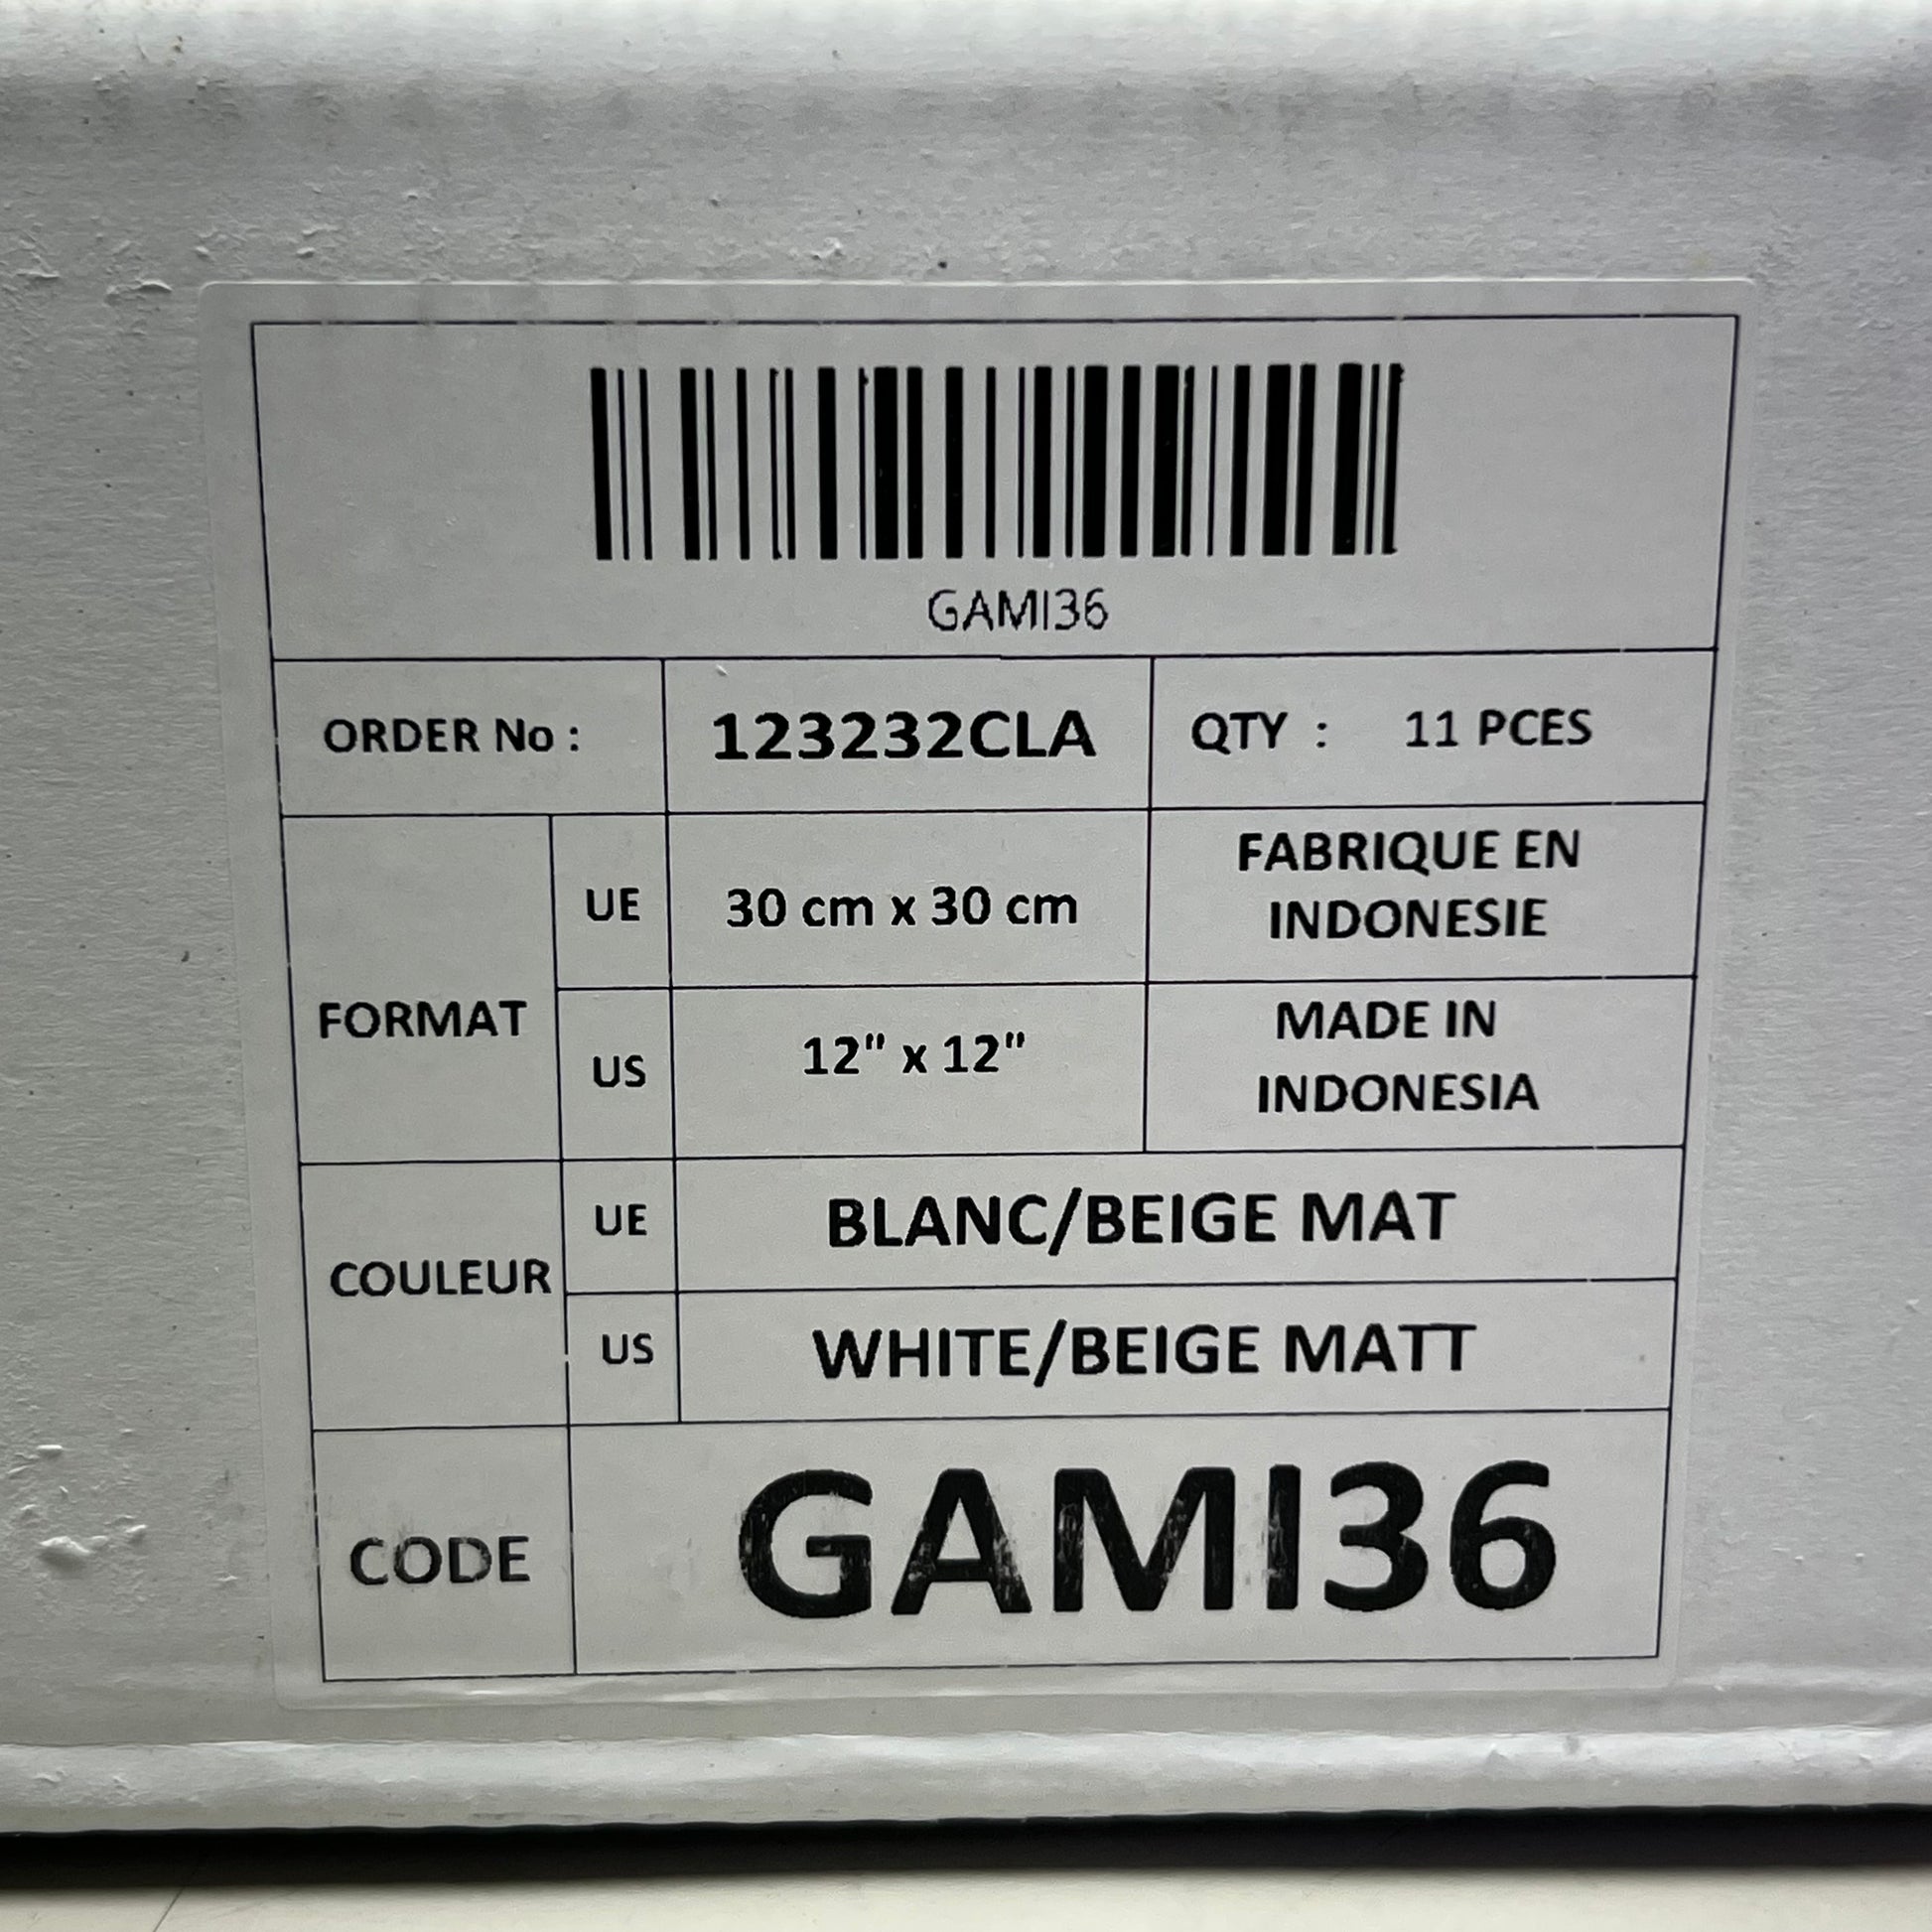 GAMI36
ORDER No : 123232CLA QTY : 11 PCES
FORMAT
UE 30 cm x 30 cm
FABRIQUE EN
INDONESIE
US 12" x 12"
MADE IN
INDONESIA
COULEUR
UE BLANC/BEIGE MAT
US WHITE/BEIGE MATT
CODE GAMI36